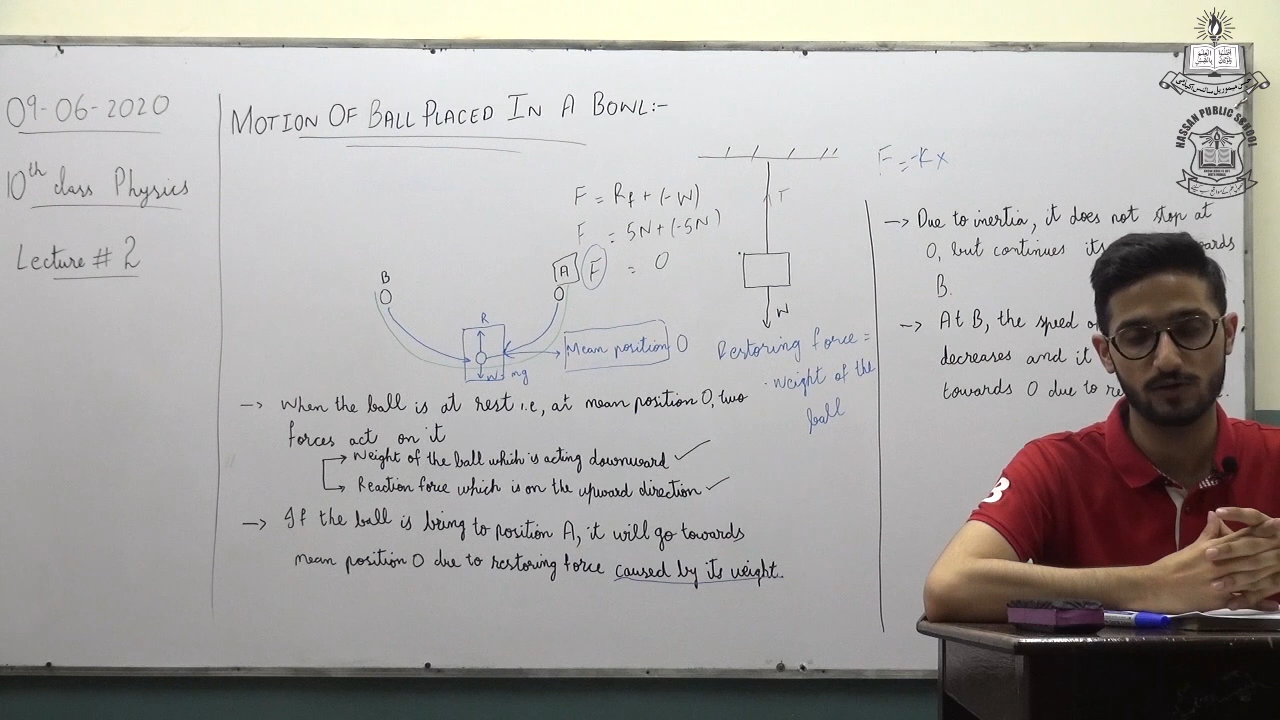 09-06-2020
10th class Physics
Lecture # 2
MOTION OF BALL PLACED IN A BOWL:-
F = Rf + (-W)
F = 5N + (-5N)
F = 0
B
A
R
W = mg
Mean position O
T
W
F = -Kx
Restoring force =
weight of the
ball
-> When the ball is at rest i.e, at mean position O, two
forces act on it
-> Weight of the ball which is acting downward ✓
-> Reaction force which is on the upward direction ✓
-> If the ball is being to position A, it will go towards
mean position O due to restoring force caused by its weight.
-> Due to inertia, it does not stop at
O, but continues its
B.
-> At B, the speed
decreases and it
towards O due to
HASSAN PUBLIC SCHOOL